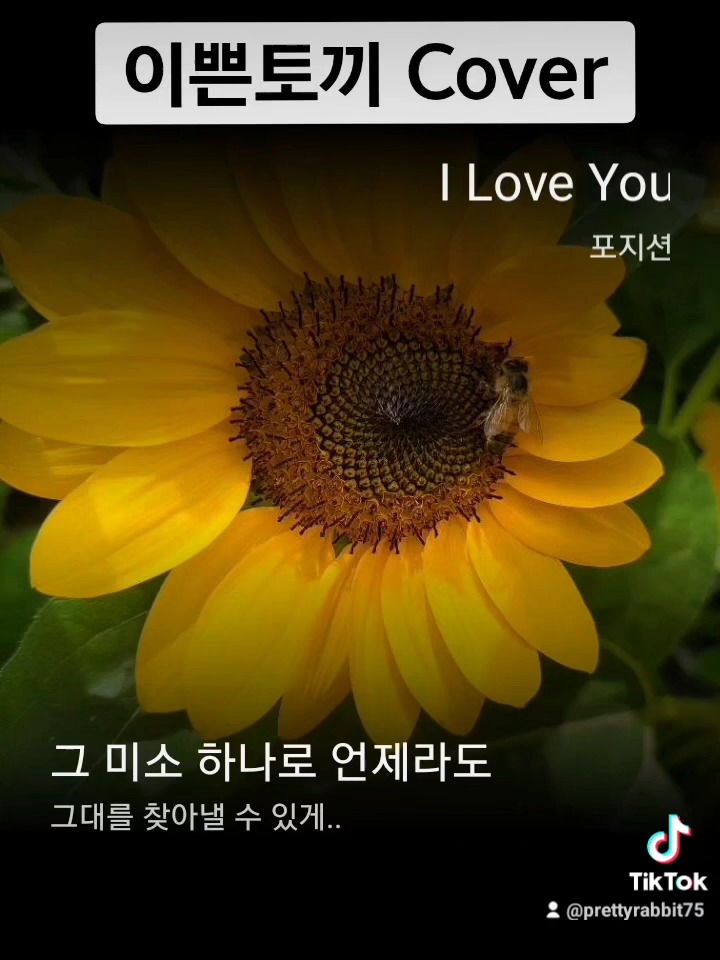 이쁜토끼 Cover
I Love You
포지션
그 미소 하나로 언제라도
그대를 찾아낼 수 있게..
TikTok
@prettyrabbit75